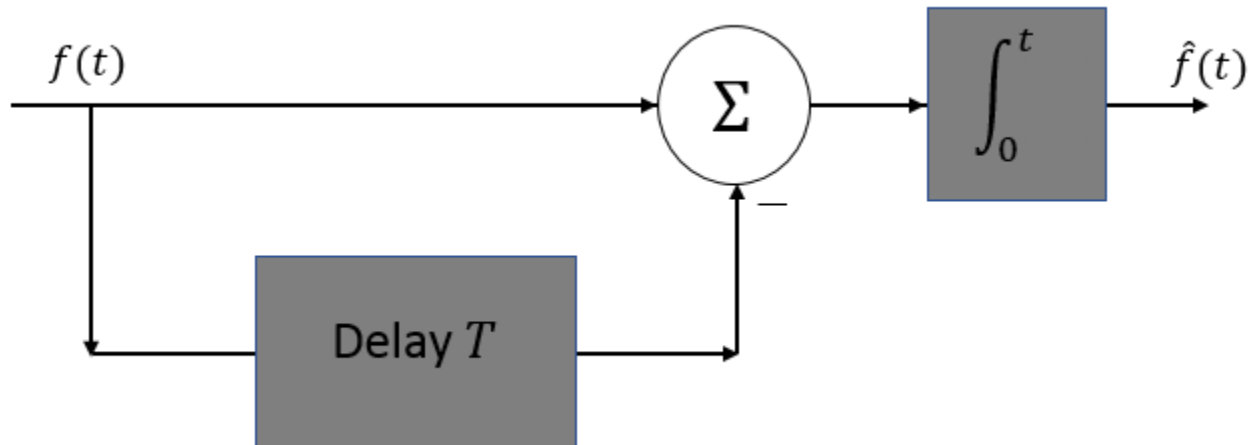 f(t)
Σ
∫₀ᵗ
f̂(t)
−
Delay T